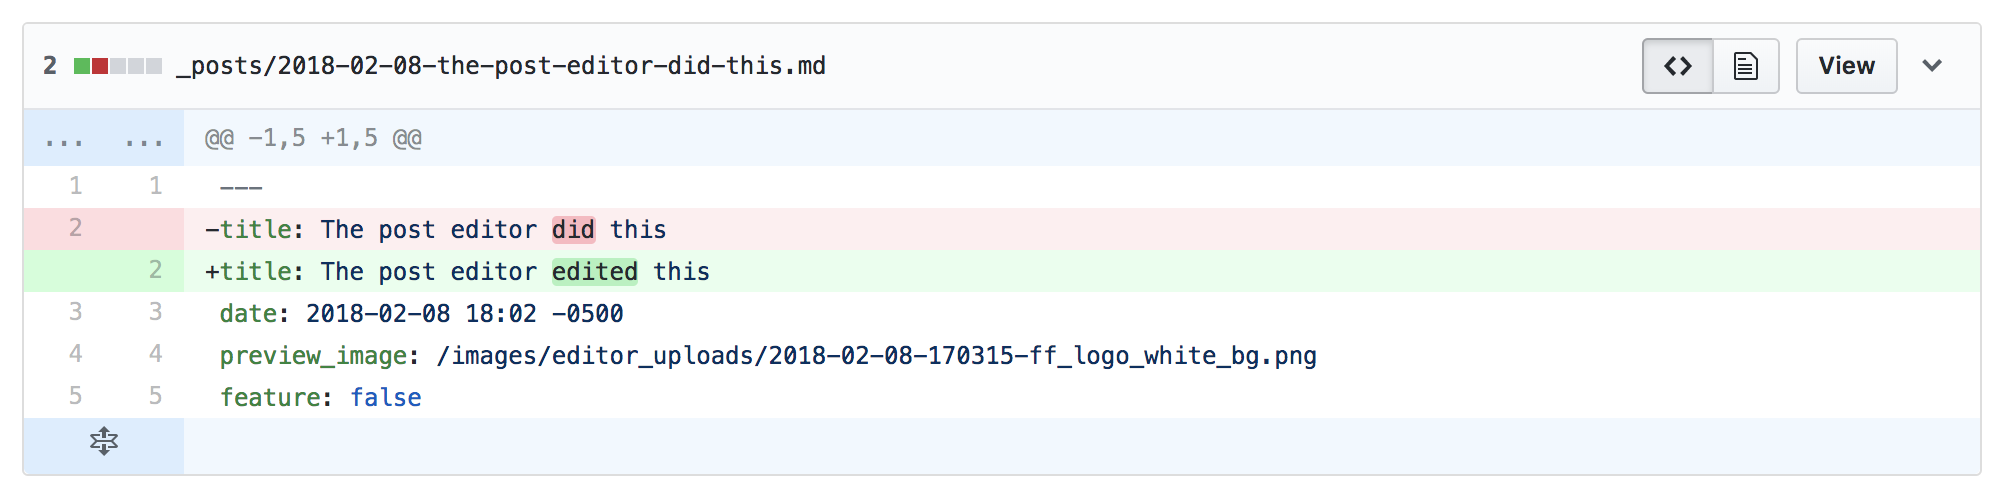 2 _posts/2018-02-08-the-post-editor-did-this.md <> View
... ... @@ -1,5 +1,5 @@
1 1 ---
2 -title: The post editor did this
2 +title: The post editor edited this
3 3 date: 2018-02-08 18:02 -0500
4 4 preview_image: /images/editor_uploads/2018-02-08-170315-ff_logo_white_bg.png
5 5 feature: false